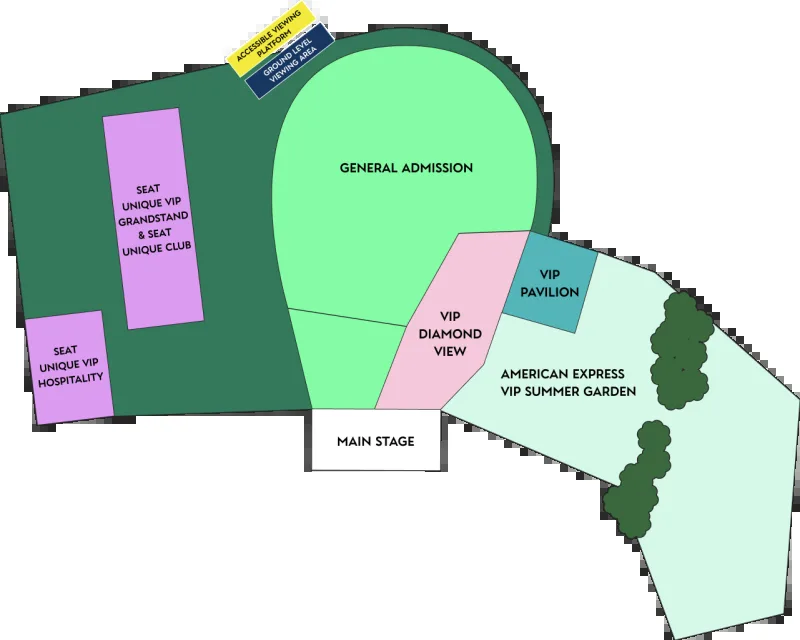 ACCESSIBLE VIEWING
PLATFORM
GROUND LEVEL
VIEWING AREA
GENERAL ADMISSION
SEAT
UNIQUE VIP
GRANDSTAND
& SEAT
UNIQUE CLUB
VIP
PAVILION
VIP
DIAMOND
VIEW
SEAT
UNIQUE VIP
HOSPITALITY
AMERICAN EXPRESS
VIP SUMMER GARDEN
MAIN STAGE